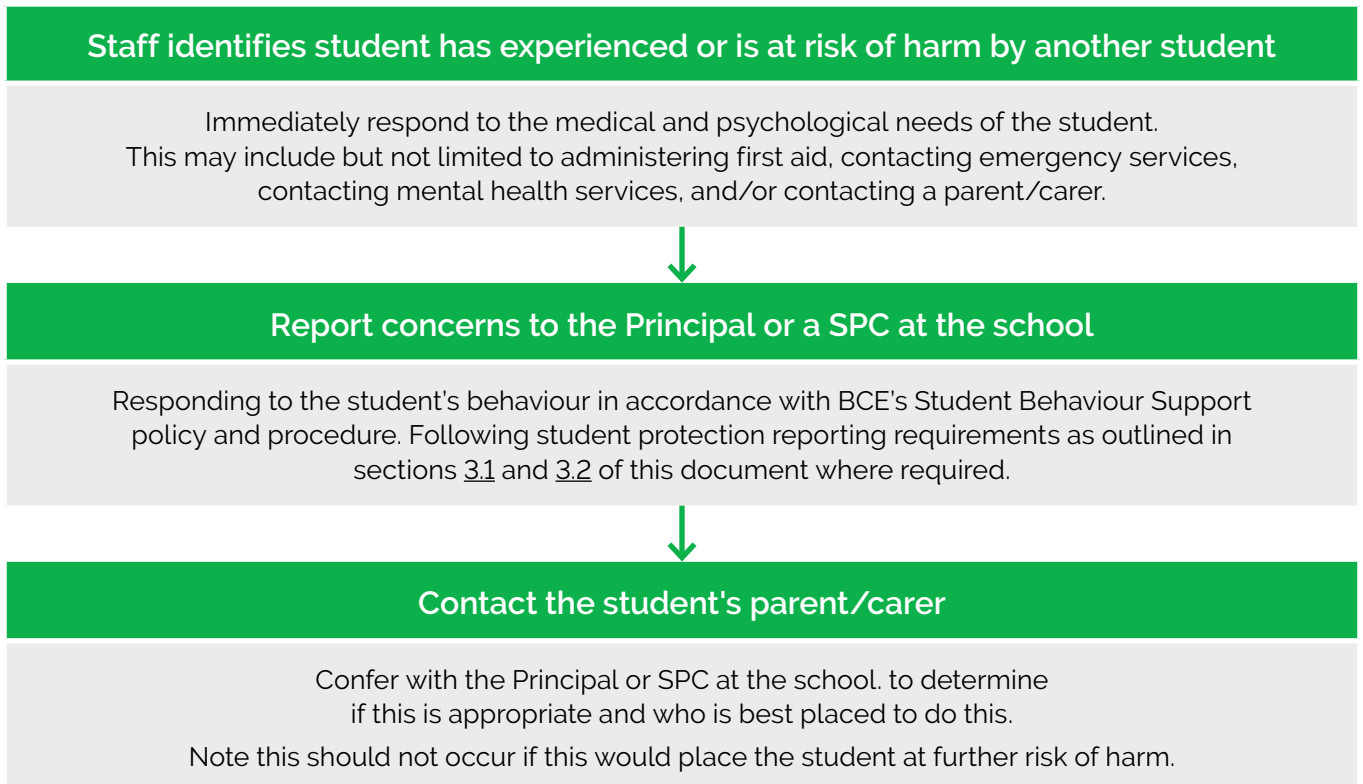 Staff identifies student has experienced or is at risk of harm by another student
Immediately respond to the medical and psychological needs of the student.
This may include but not limited to administering first aid, contacting emergency services,
contacting mental health services, and/or contacting a parent/carer.
Report concerns to the Principal or a SPC at the school
Responding to the student's behaviour in accordance with BCE's Student Behaviour Support
policy and procedure. Following student protection reporting requirements as outlined in
sections 3.1 and 3.2 of this document where required.
Contact the student's parent/carer
Confer with the Principal or SPC at the school. to determine
if this is appropriate and who is best placed to do this.
Note this should not occur if this would place the student at further risk of harm.